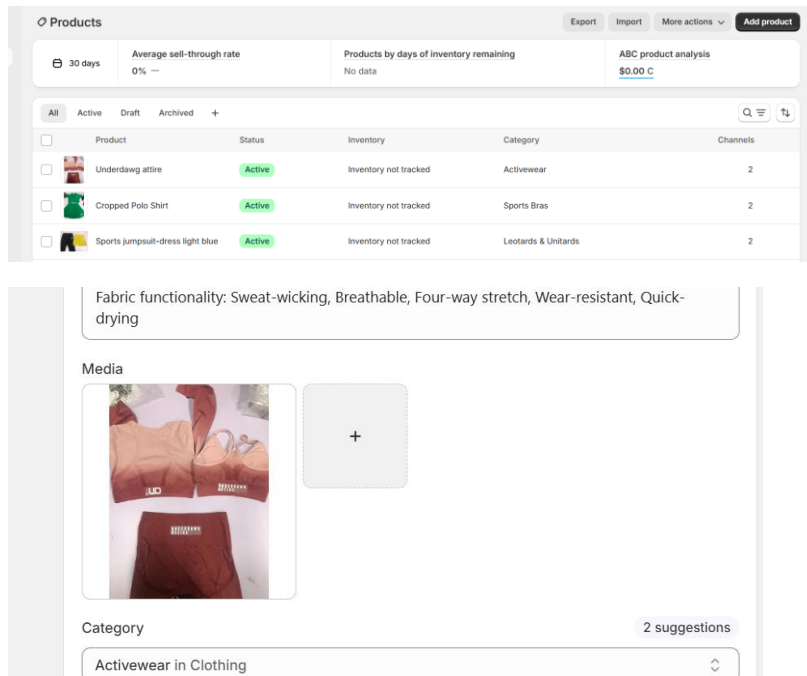 Products
Export Import More actions Add product
30 days
Average sell-through rate
0% —
Products by days of inventory remaining
No data
ABC product analysis
$0.00 C
All Active Draft Archived +
Product Status Inventory Category Channels
Underdawg attire Active Inventory not tracked Activewear 2
Cropped Polo Shirt Active Inventory not tracked Sports Bras 2
Sports jumpsuit-dress light blue Active Inventory not tracked Leotards & Unitards 2
Fabric functionality: Sweat-wicking, Breathable, Four-way stretch, Wear-resistant, Quick-
drying
Media
+
Category 2 suggestions
Activewear in Clothing